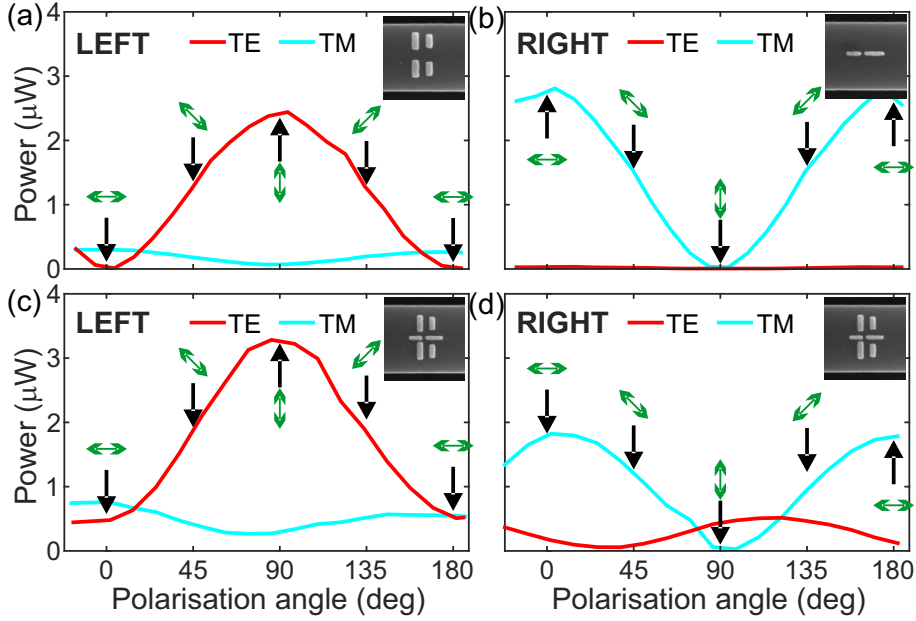 (a)
LEFT
TE
TM
4
3
2
1
0
Power (µW)
(b)
RIGHT
TE
TM
(c)
LEFT
TE
TM
4
3
2
1
0
Power (µW)
0
45
90
135
180
Polarisation angle (deg)
(d)
RIGHT
TE
TM
0
45
90
135
180
Polarisation angle (deg)